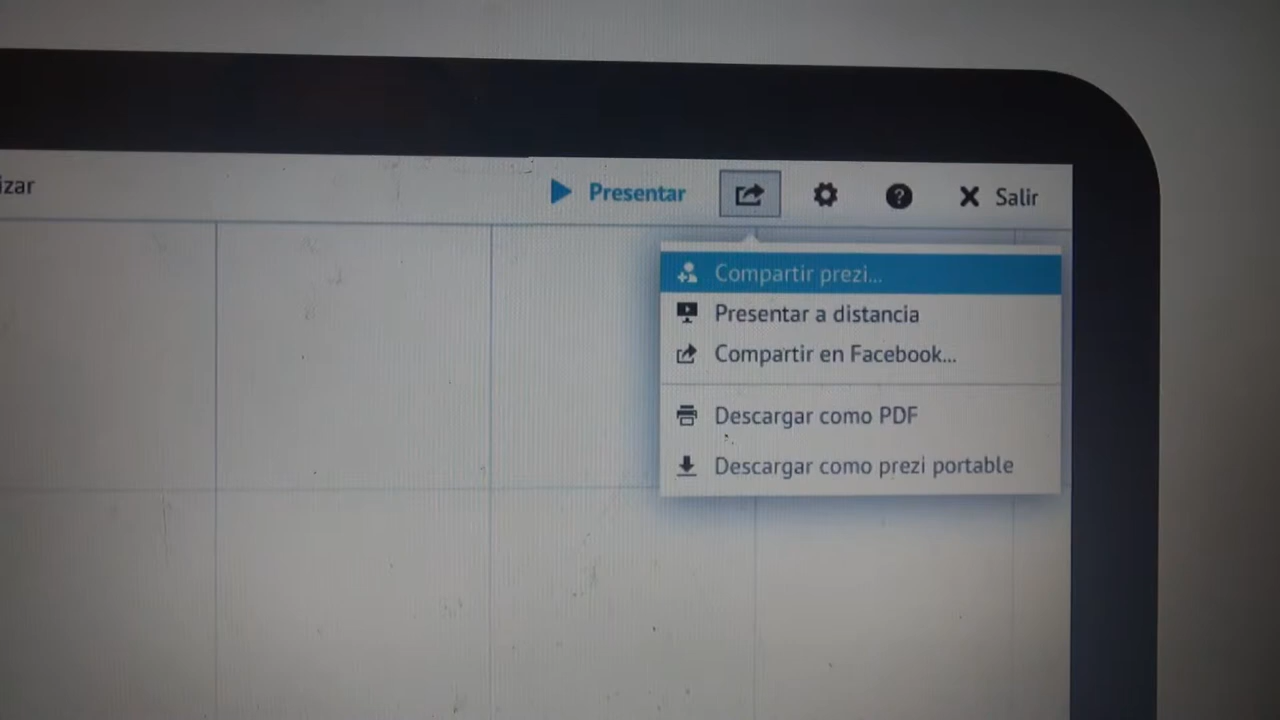 izar
Presentar
Salir
Compartir prezi...
Presentar a distancia
Compartir en Facebook...
Descargar como PDF
Descargar como prezi portable